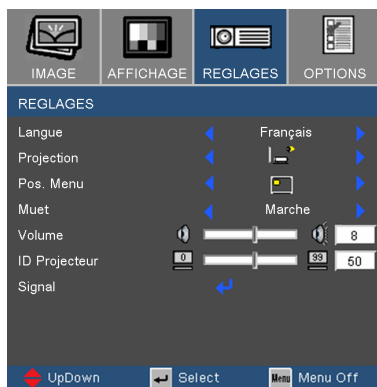 IMAGE AFFICHAGE REGLAGES OPTIONS
REGLAGES
Langue Français
Projection
Pos. Menu
Muet Marche
Volume 8
ID Projecteur 0 99 50
Signal
UpDown Select Menu Menu Off